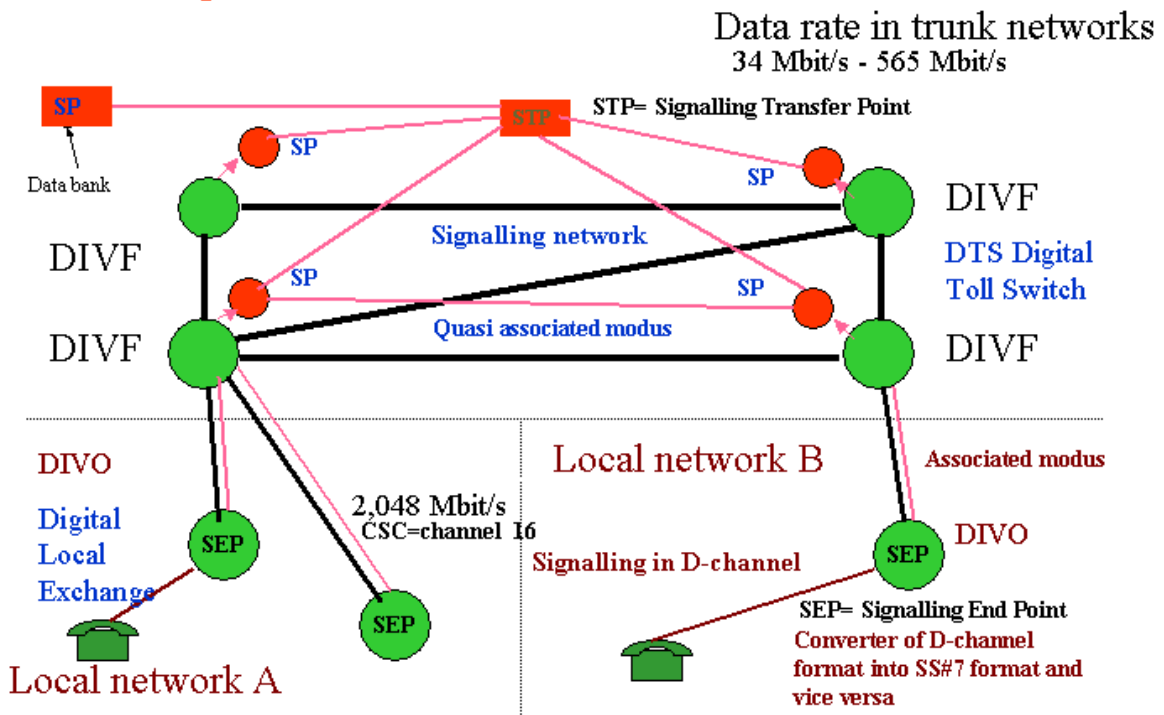 Data rate in trunk networks
34 Mbit/s - 565 Mbit/s
SP
STP
STP= Signalling Transfer Point
SP
SP
Data bank
DIVF
Signalling network
DIVF
DTS Digital
Toll Switch
SP
SP
Quasi associated modus
DIVF
DIVF
DIVO
Digital
Local
Exchange
SEP
2,048 Mbit/s
CSC=channel 16
SEP
Local network A
Local network B
Associated modus
DIVO
SEP
Signalling in D-channel
SEP= Signalling End Point
Converter of D-channel
format into SS#7 format and
vice versa